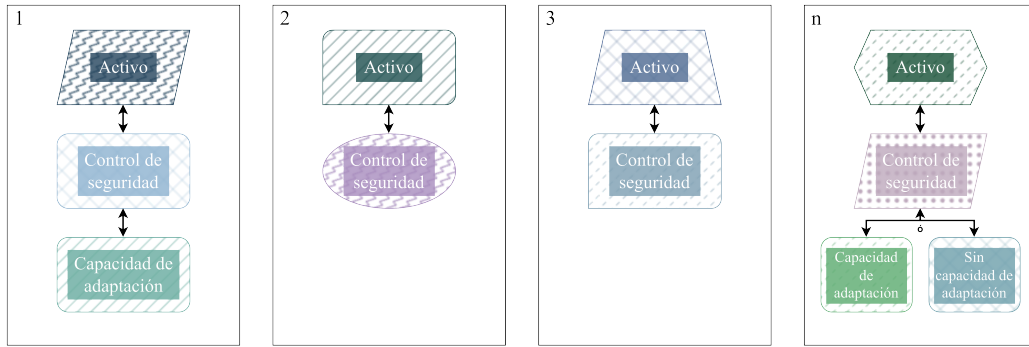 1
Activo
Control de
seguridad
Capacidad de
adaptación
2
Activo
Control de
seguridad
3
Activo
Control de
seguridad
n
Activo
Control de
seguridad
ó
Capacidad
de
adaptación
Sin
capacidad de
adaptación